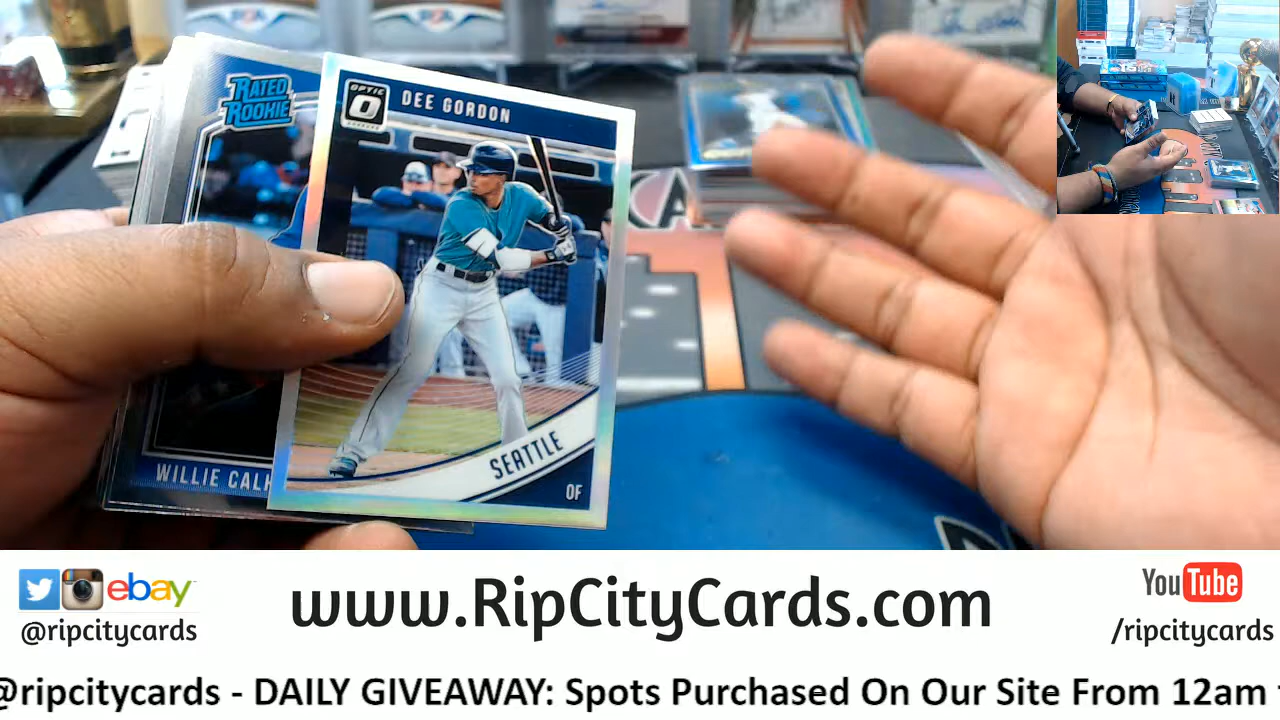 RATED
ROOKIE
OPTIC
DEE GORDON
SEATTLE
OF
WILLIE CALH
ebay
@ripcitycards
www.RipCityCards.com
YouTube
/ripcitycards
@ripcitycards - DAILY GIVEAWAY: Spots Purchased On Our Site From 12am